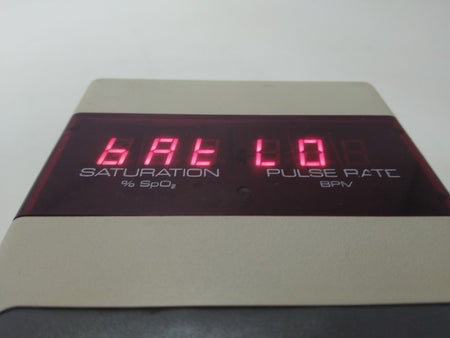 bAt LO
SATURATION PULSE RATE
% SpO₂ BPM